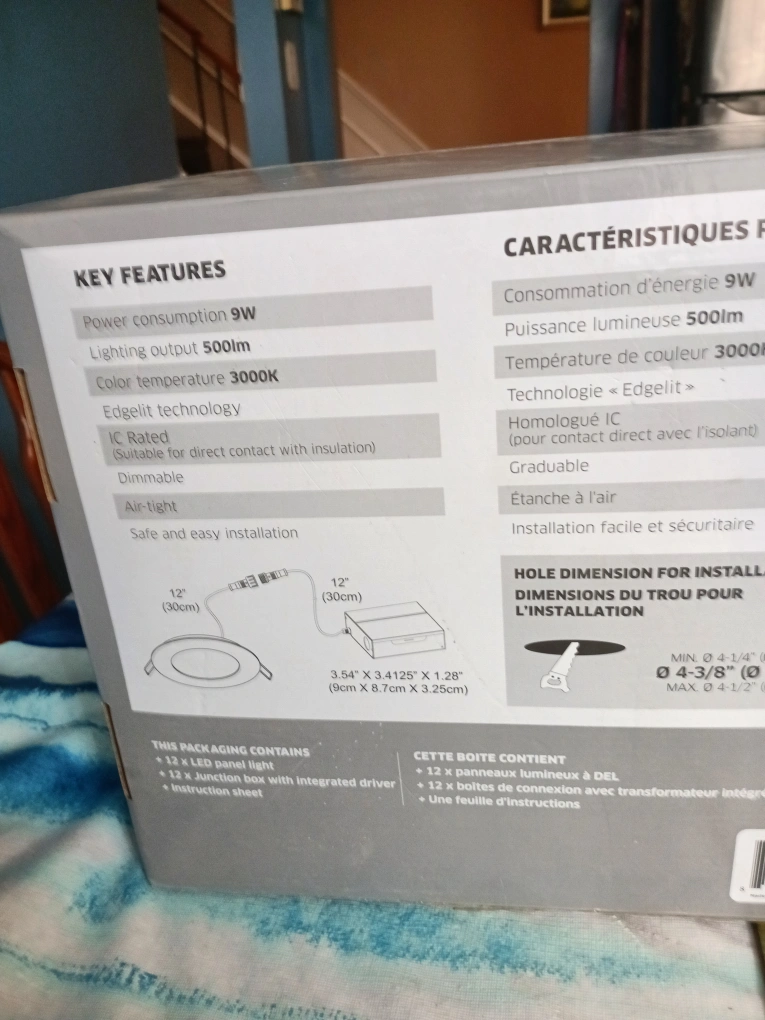 KEY FEATURES
Power consumption 9W
Lighting output 500lm
Color temperature 3000K
Edgelit technology
IC Rated
(Suitable for direct contact with insulation)
Dimmable
Air-tight
Safe and easy installation
12"
(30cm)
12"
(30cm)
3.54" X 3.4125" X 1.28"
(9cm X 8.7cm X 3.25cm)
CARACTÉRISTIQUES
Consommation d'énergie 9W
Puissance lumineuse 500lm
Température de couleur 3000K
Technologie « Edgelit »
Homologué IC
(pour contact direct avec l'isolant)
Graduable
Étanche à l'air
Installation facile et sécuritaire
HOLE DIMENSION FOR
DIMENSIONS DU TROU POUR
L'INSTALLATION
MIN. Ø 4-1/4"
Ø 4-3/8" (Ø
MAX. Ø 4-1/2"
THIS PACKAGING CONTAINS
+ 12 x LED panel light
+ 12 x Junction box with integrated driver
+ Instruction sheet
CETTE BOITE CONTIENT
+ 12 x panneaux lumineux à DEL
+ 12 x boîtes de connexion avec transformateur intégré
+ Une feuille d'instructions